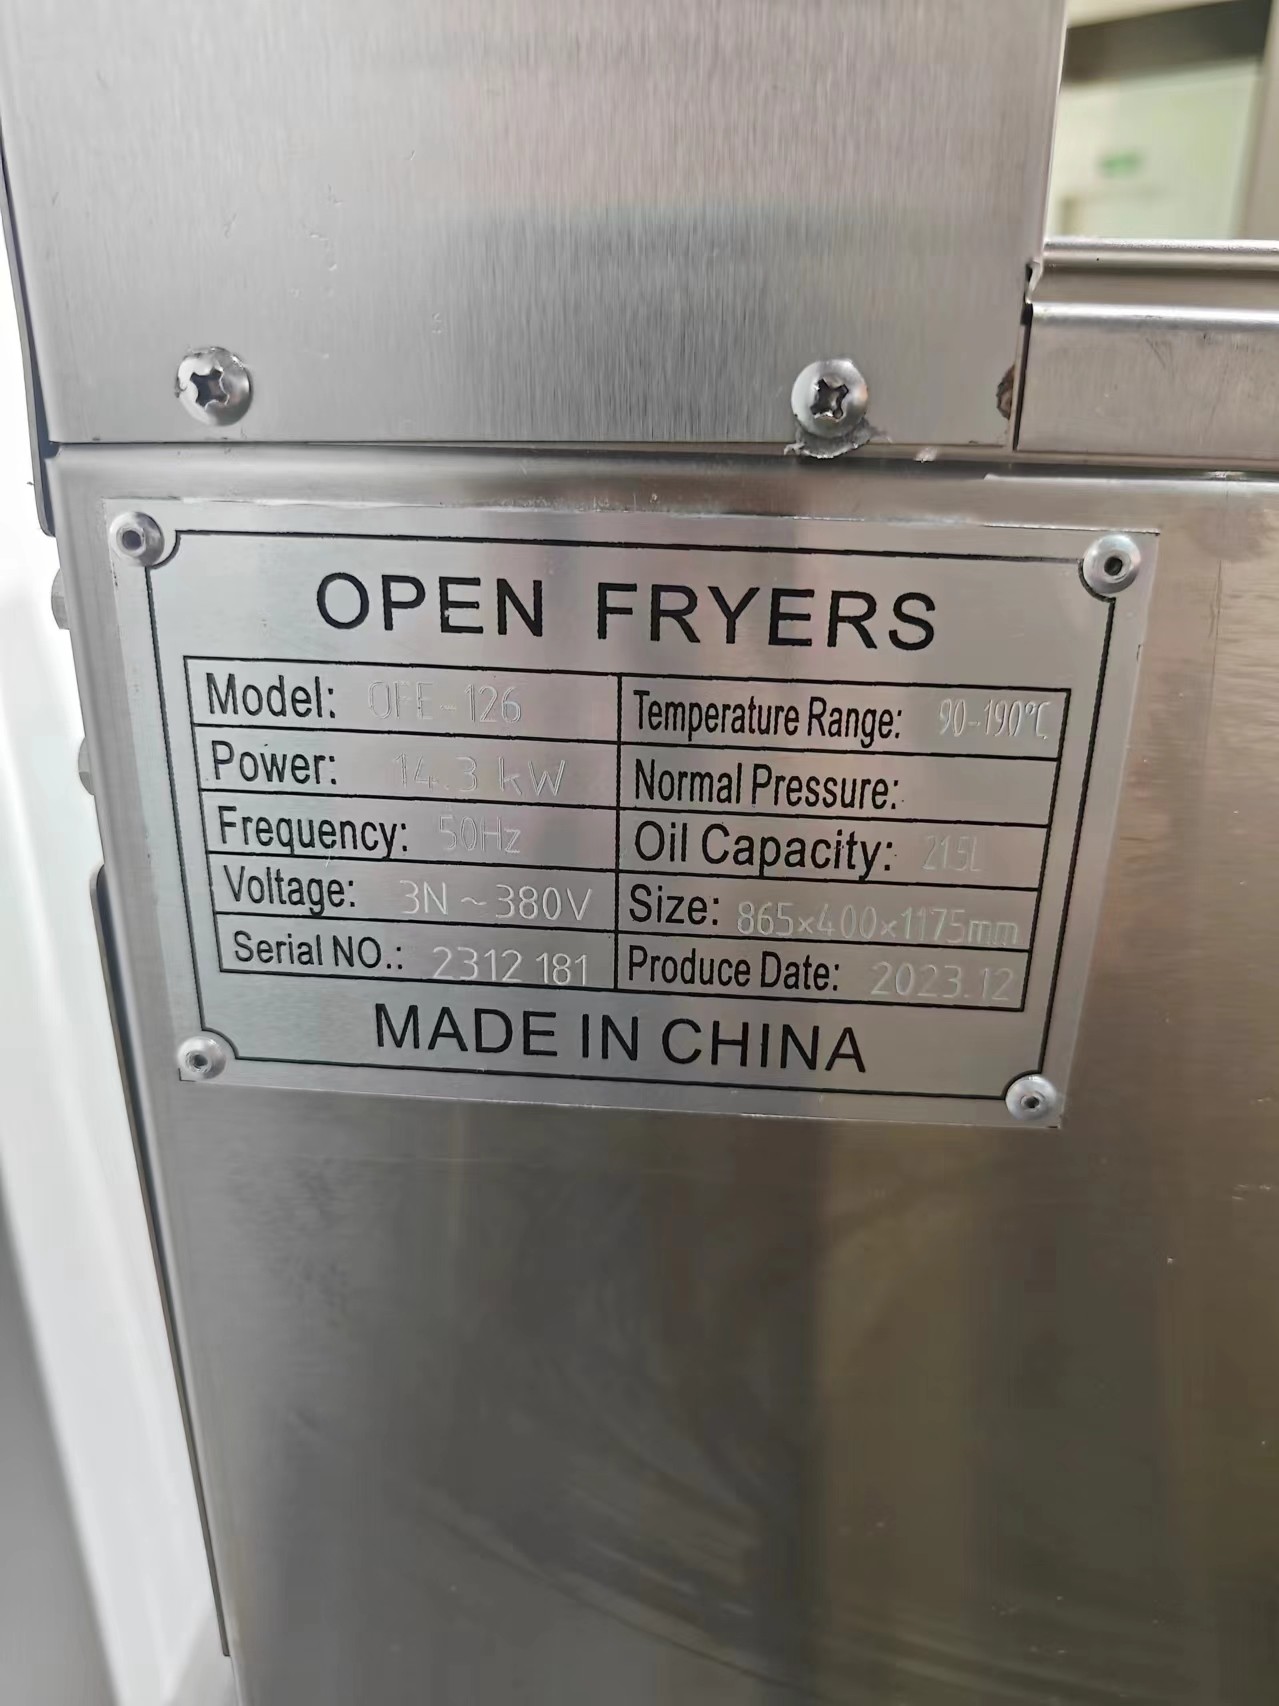 OPEN FRYERS
Model: OFE-126
Temperature Range: 90-190℃
Power: 14.3 kW
Normal Pressure:
Frequency: 50Hz
Oil Capacity: 21.5L
Voltage: 3N~380V
Size: 865×400×1175mm
Serial NO.: 2312 181
Produce Date: 2023.12
MADE IN CHINA